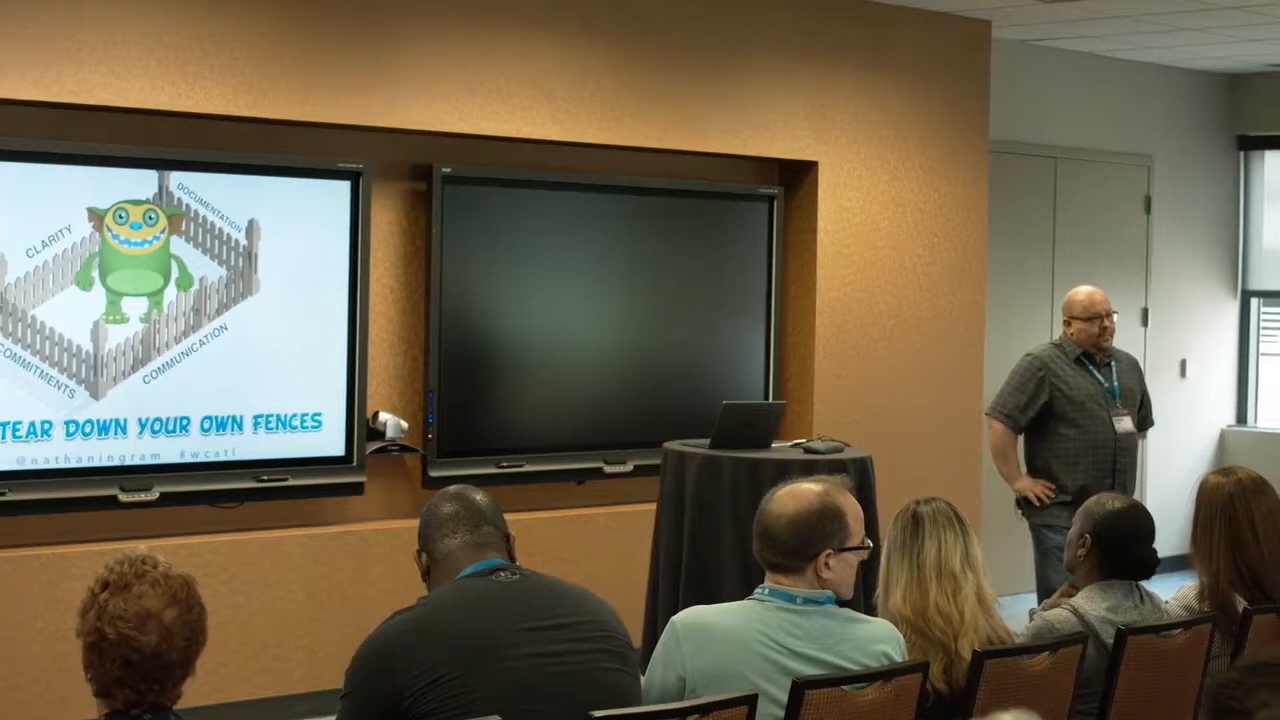 DOCUMENTATION
CLARITY
COMMUNICATION
COMMITMENTS
TEAR DOWN YOUR OWN FENCES
@nathaningram #wcatl